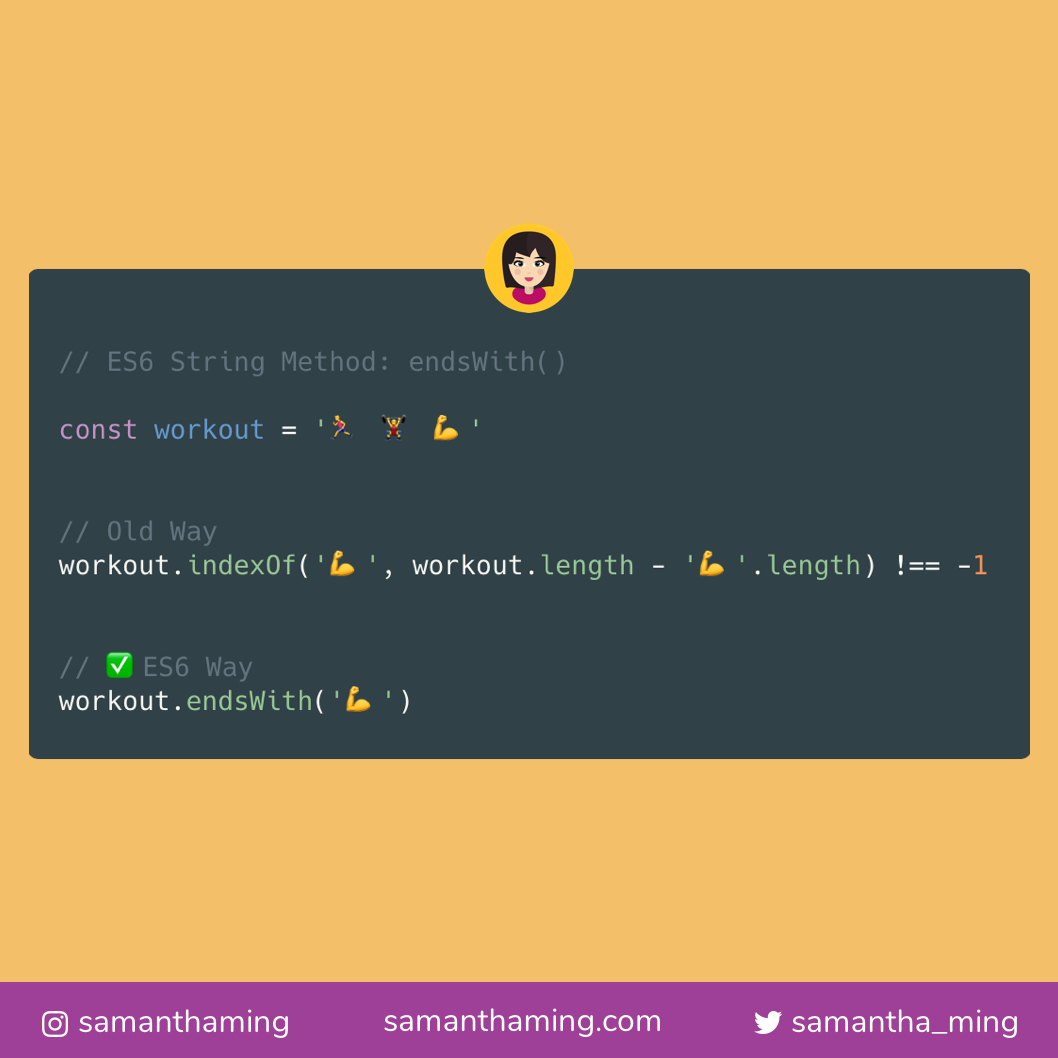 // ES6 String Method: endsWith()
const workout = '🏃‍♀️ 🏋️ 💪 '
// Old Way
workout.indexOf('💪 ', workout.length - '💪 '.length) !== -1
// ✅ ES6 Way
workout.endsWith('💪 ')
samanthaming
samanthaming.com
samantha_ming